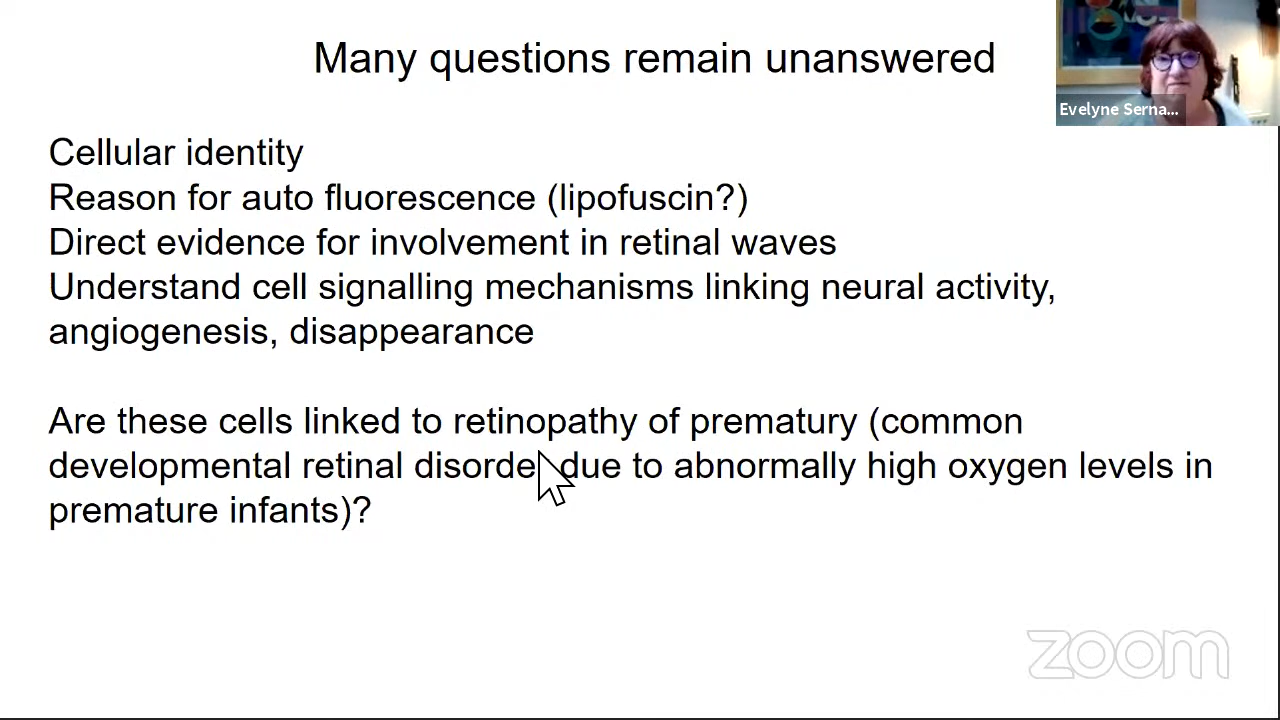 Many questions remain unanswered
Evelyne Serna...
Cellular identity
Reason for auto fluorescence (lipofuscin?)
Direct evidence for involvement in retinal waves
Understand cell signalling mechanisms linking neural activity,
angiogenesis, disappearance
Are these cells linked to retinopathy of prematury (common
developmental retinal disorder due to abnormally high oxygen levels in
premature infants)?
zoom